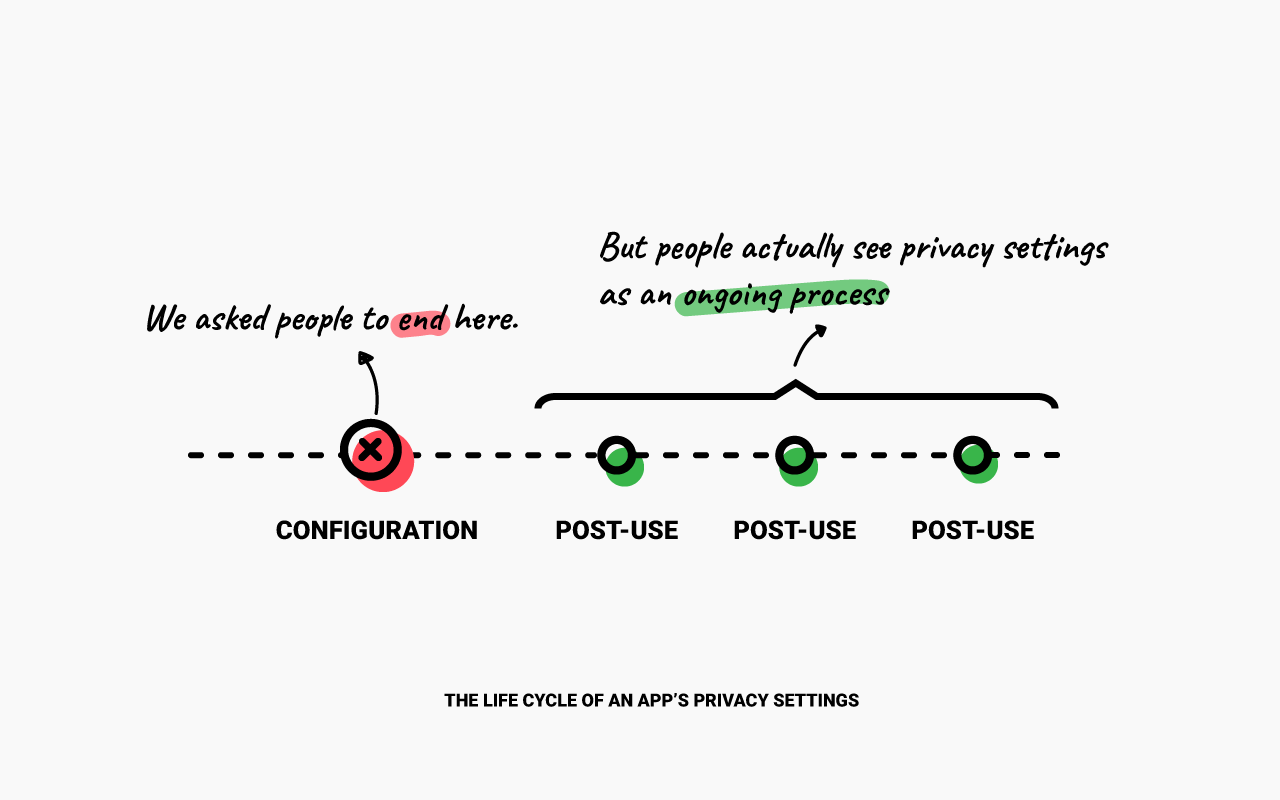 But people actually see privacy settings
as an ongoing process
We asked people to end here.
CONFIGURATION
POST-USE
POST-USE
POST-USE
THE LIFE CYCLE OF AN APP’S PRIVACY SETTINGS